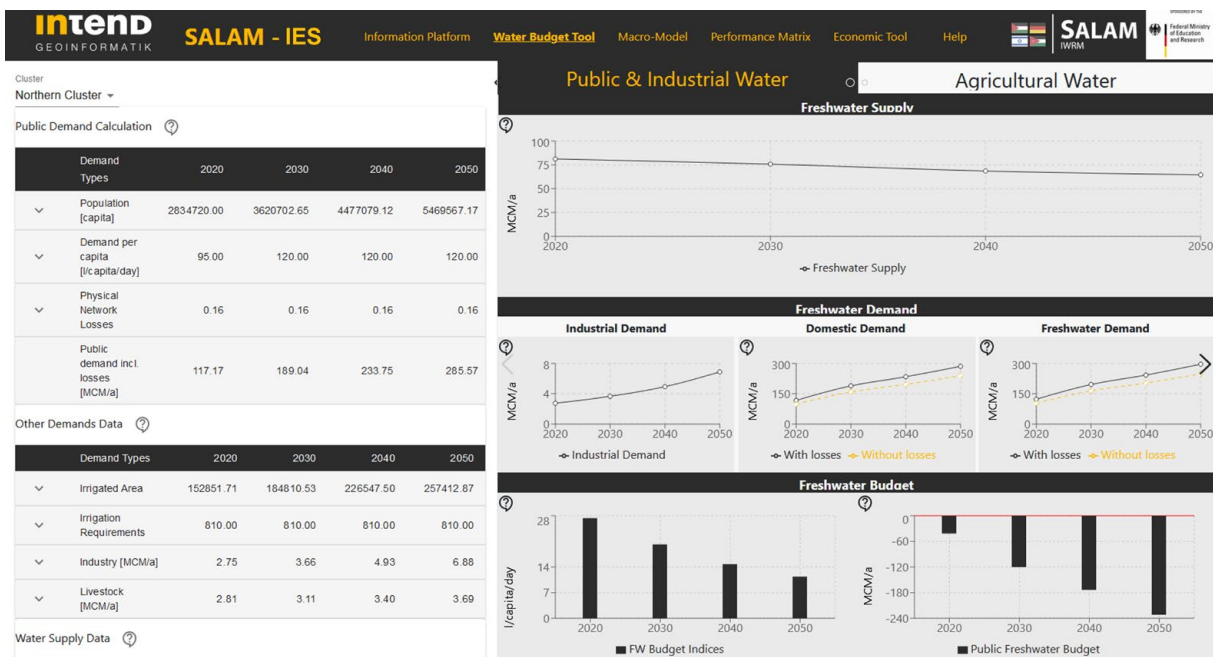 intenD
GEOINFORMATIK
SALAM - IES
Information Platform
Water Budget Tool
Macro-Model
Performance Matrix
Economic Tool
Help
SALAM
IWRM
SPONSORED BY THE
Federal Ministry
of Education
and Research
Cluster
Northern Cluster
Public Demand Calculation
Demand Types 2020 2030 2040 2050
Population [capita] 2834720.00 3620702.65 4477079.12 5469567.17
Demand per capita [l/capita/day] 95.00 120.00 120.00 120.00
Physical Network Losses 0.16 0.16 0.16 0.16
Public demand incl. losses [MCM/a] 117.17 189.04 233.75 285.57
Other Demands Data
Demand Types 2020 2030 2040 2050
Irrigated Area 152851.71 184810.53 226547.50 257412.87
Irrigation Requirements 810.00 810.00 810.00 810.00
Industry [MCM/a] 2.75 3.66 4.93 6.88
Livestock [MCM/a] 2.81 3.11 3.40 3.69
Water Supply Data
Public & Industrial Water
Agricultural Water
Freshwater Supply
MCM/a
100
75
50
25
0
2020 2030 2040 2050
Freshwater Supply
Freshwater Demand
Industrial Demand
MCM/a
8
4
0
2020 2030 2040 2050
Industrial Demand
Domestic Demand
MCM/a
300
150
0
2020 2030 2040 2050
With losses Without losses
Freshwater Demand
MCM/a
300
150
0
2020 2030 2040 2050
With losses Without losses
Freshwater Budget
l/capita/day
28
14
7
0
2020 2030 2040 2050
FW Budget Indices
MCM/a
0
-60
-120
-180
-240
2020 2030 2040 2050
Public Freshwater Budget